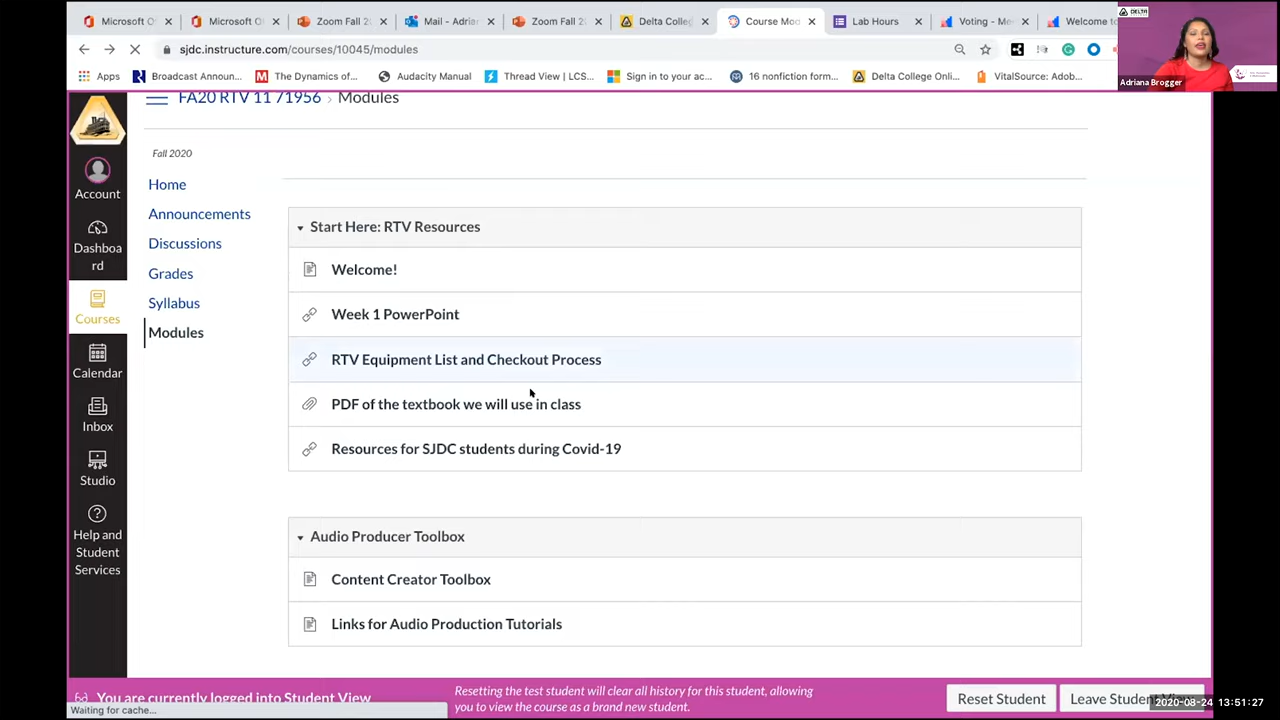 Microsoft O
Microsoft O
Zoom Fall 2
Mail - Adria
Zoom Fall 2
Delta Colle
Course Mod
Lab Hours
Voting - Me
Welcome to
DELTA
sjdc.instructure.com/courses/10045/modules
Apps
Broadcast Announ...
The Dynamics of...
Audacity Manual
Thread View | LCS...
Sign in to your ac...
16 nonfiction form...
Delta College Onli...
VitalSource: Adob...
Adriana Brogger
FA20 RTV 11 71956 › Modules
Fall 2020
Account
Dashboa
rd
Courses
Calendar
Inbox
Studio
Help and
Student
Services
Home
Announcements
Discussions
Grades
Syllabus
Modules
Start Here: RTV Resources
Welcome!
Week 1 PowerPoint
RTV Equipment List and Checkout Process
PDF of the textbook we will use in class
Resources for SJDC students during Covid-19
Audio Producer Toolbox
Content Creator Toolbox
Links for Audio Production Tutorials
You are currently logged into Student View
Resetting the test student will clear all history for this student, allowing
you to view the course as a brand new student.
Reset Student
Leave Student View
Waiting for cache...
2020-08-24 13:51:27